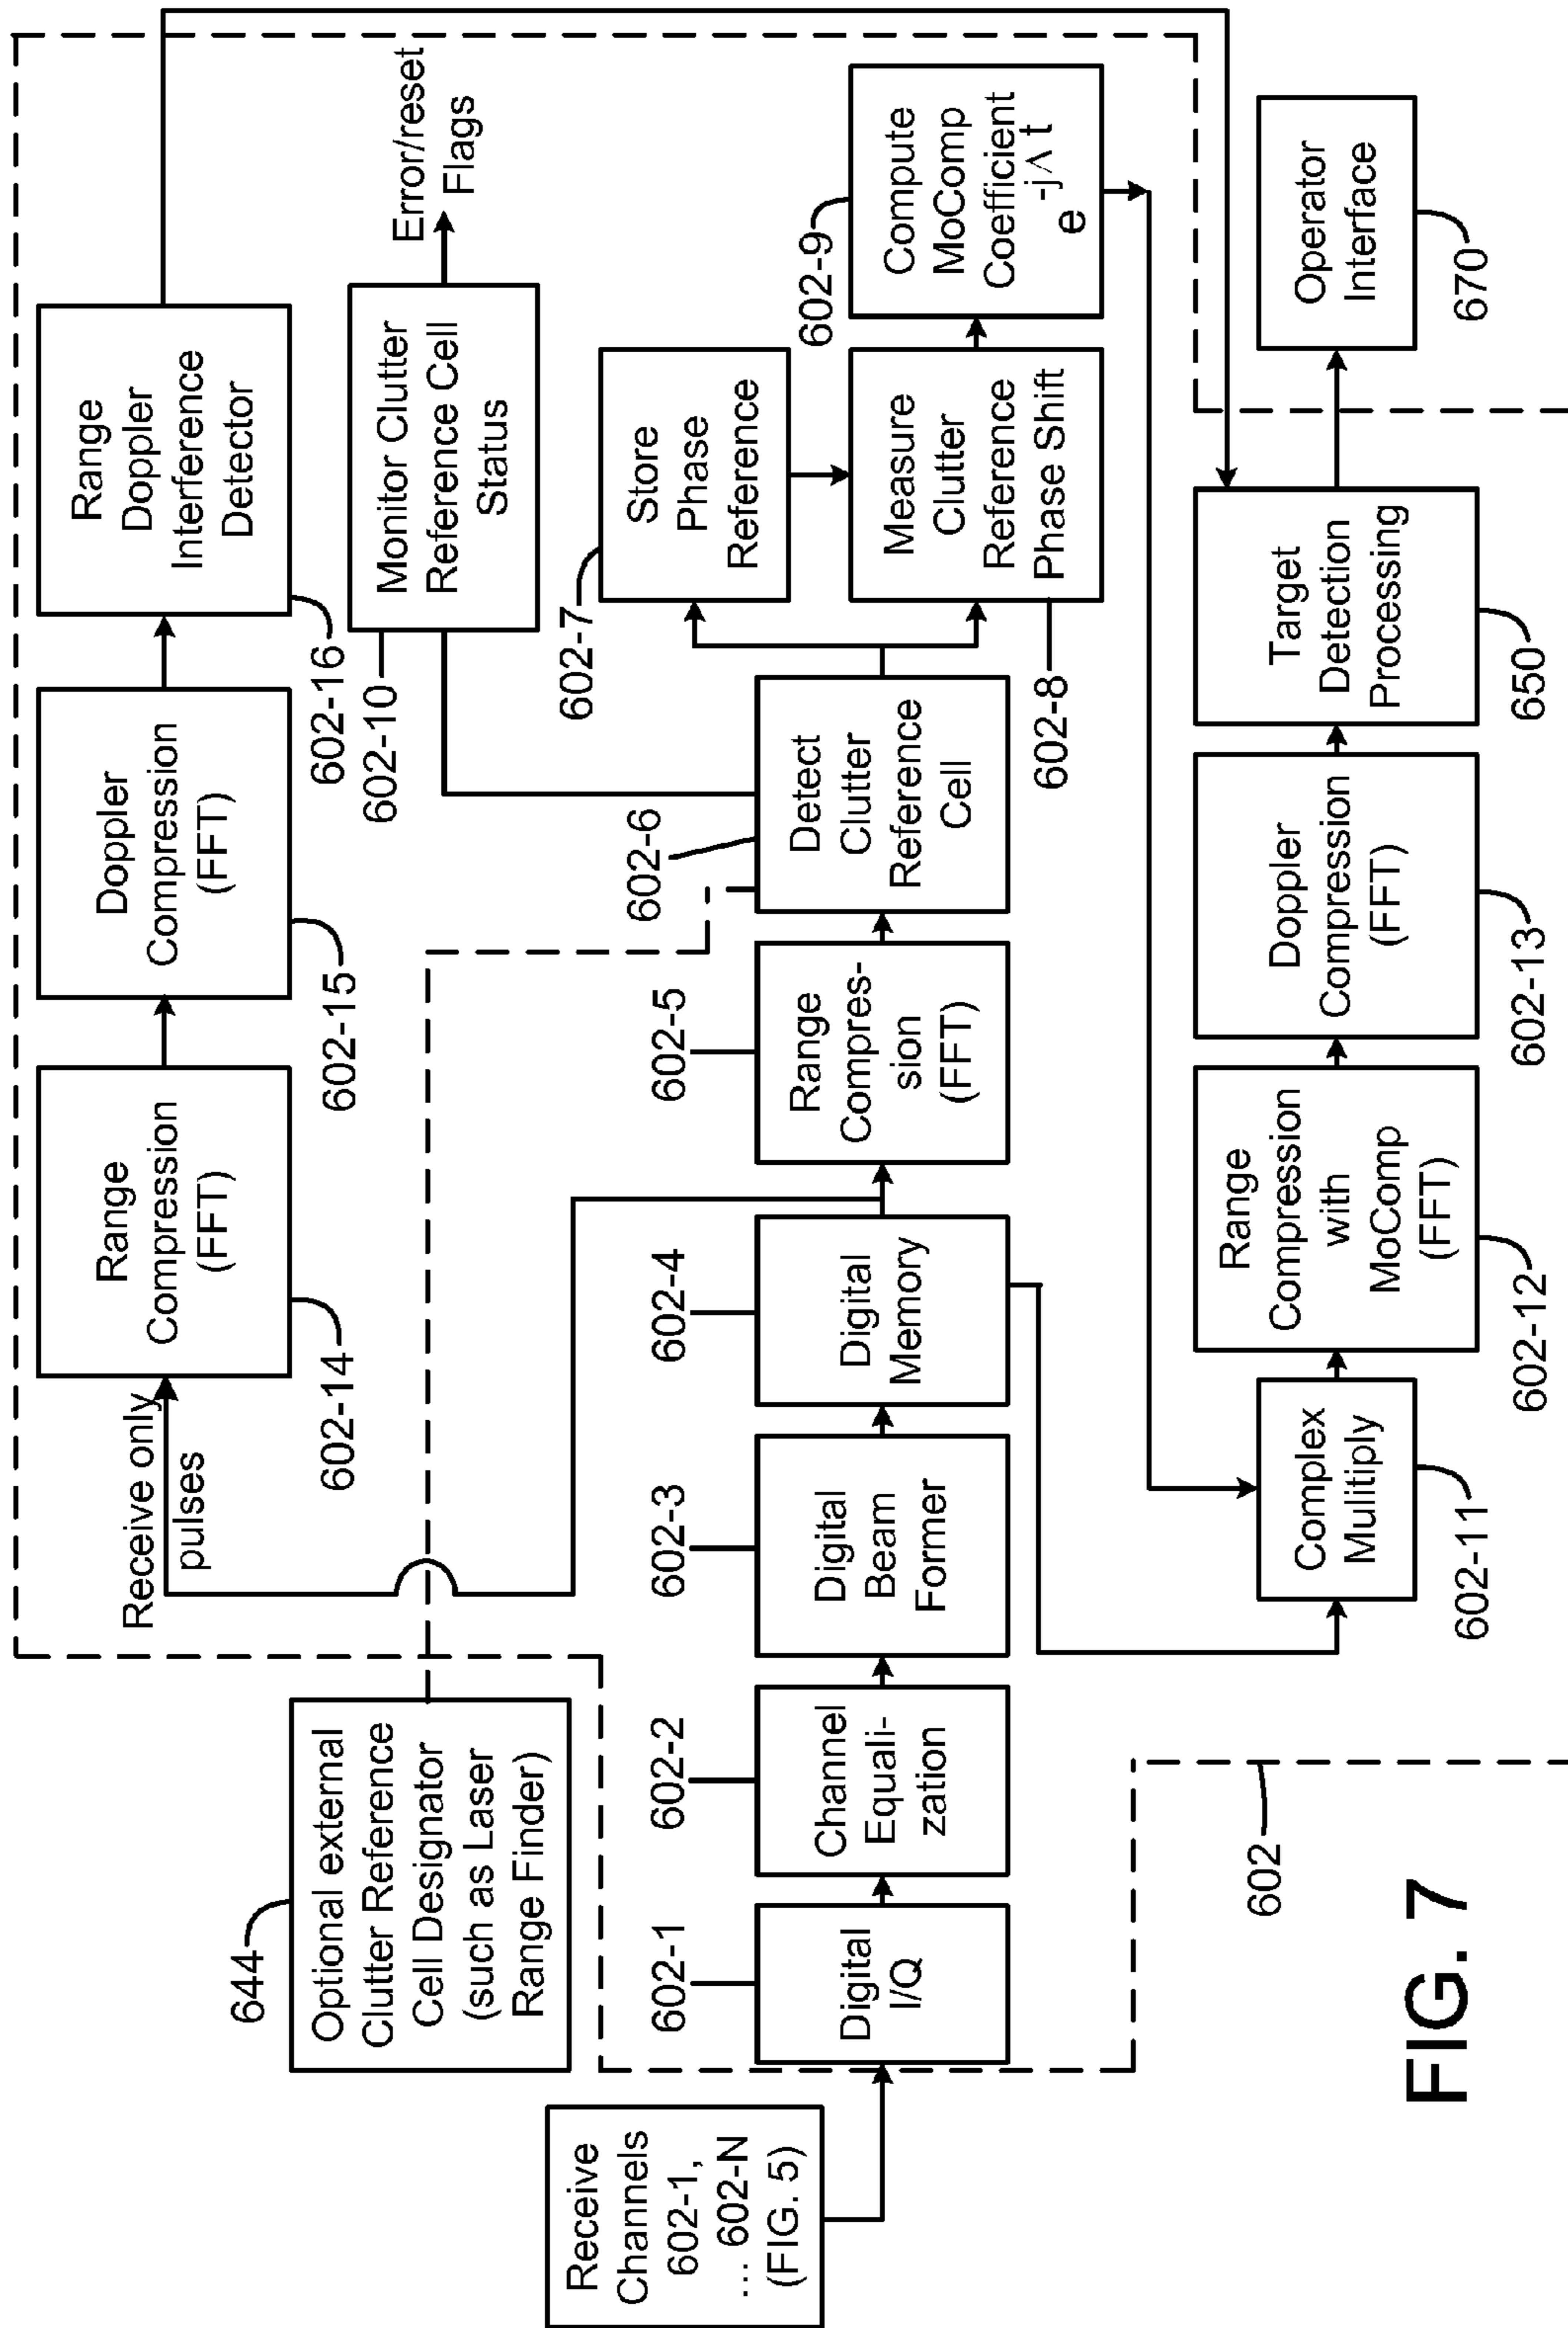 Receive only
pulses
Range
Compression
(FFT)
602-14
Doppler
Compression
(FFT)
602-15
Range
Doppler
Interference
Detector
602-16
644
Optional external
Clutter Reference
Cell Designator
(such as Laser
Range Finder)
Monitor Clutter
Reference Cell
Status
602-10
Error/reset
Flags
Receive
Channels
602-1,
... 602-N
(FIG. 5)
602-1
Digital
I/Q
602-2
Channel
Equali-
zation
602-3
Digital
Beam
Former
602-4
Digital
Memory
602-5
Range
Compres-
sion
(FFT)
602-6
Detect
Clutter
Reference
Cell
602-7
Store
Phase
Reference
Measure
Clutter
Reference
Phase Shift
602-8
602-9
Compute
MoComp
Coefficient
-j^ t
e
602
Complex
Mulitiply
602-11
Range
Compression
with
MoComp
(FFT)
602-12
Doppler
Compression
(FFT)
602-13
Target
Detection
Processing
650
Operator
Interface
670
FIG. 7